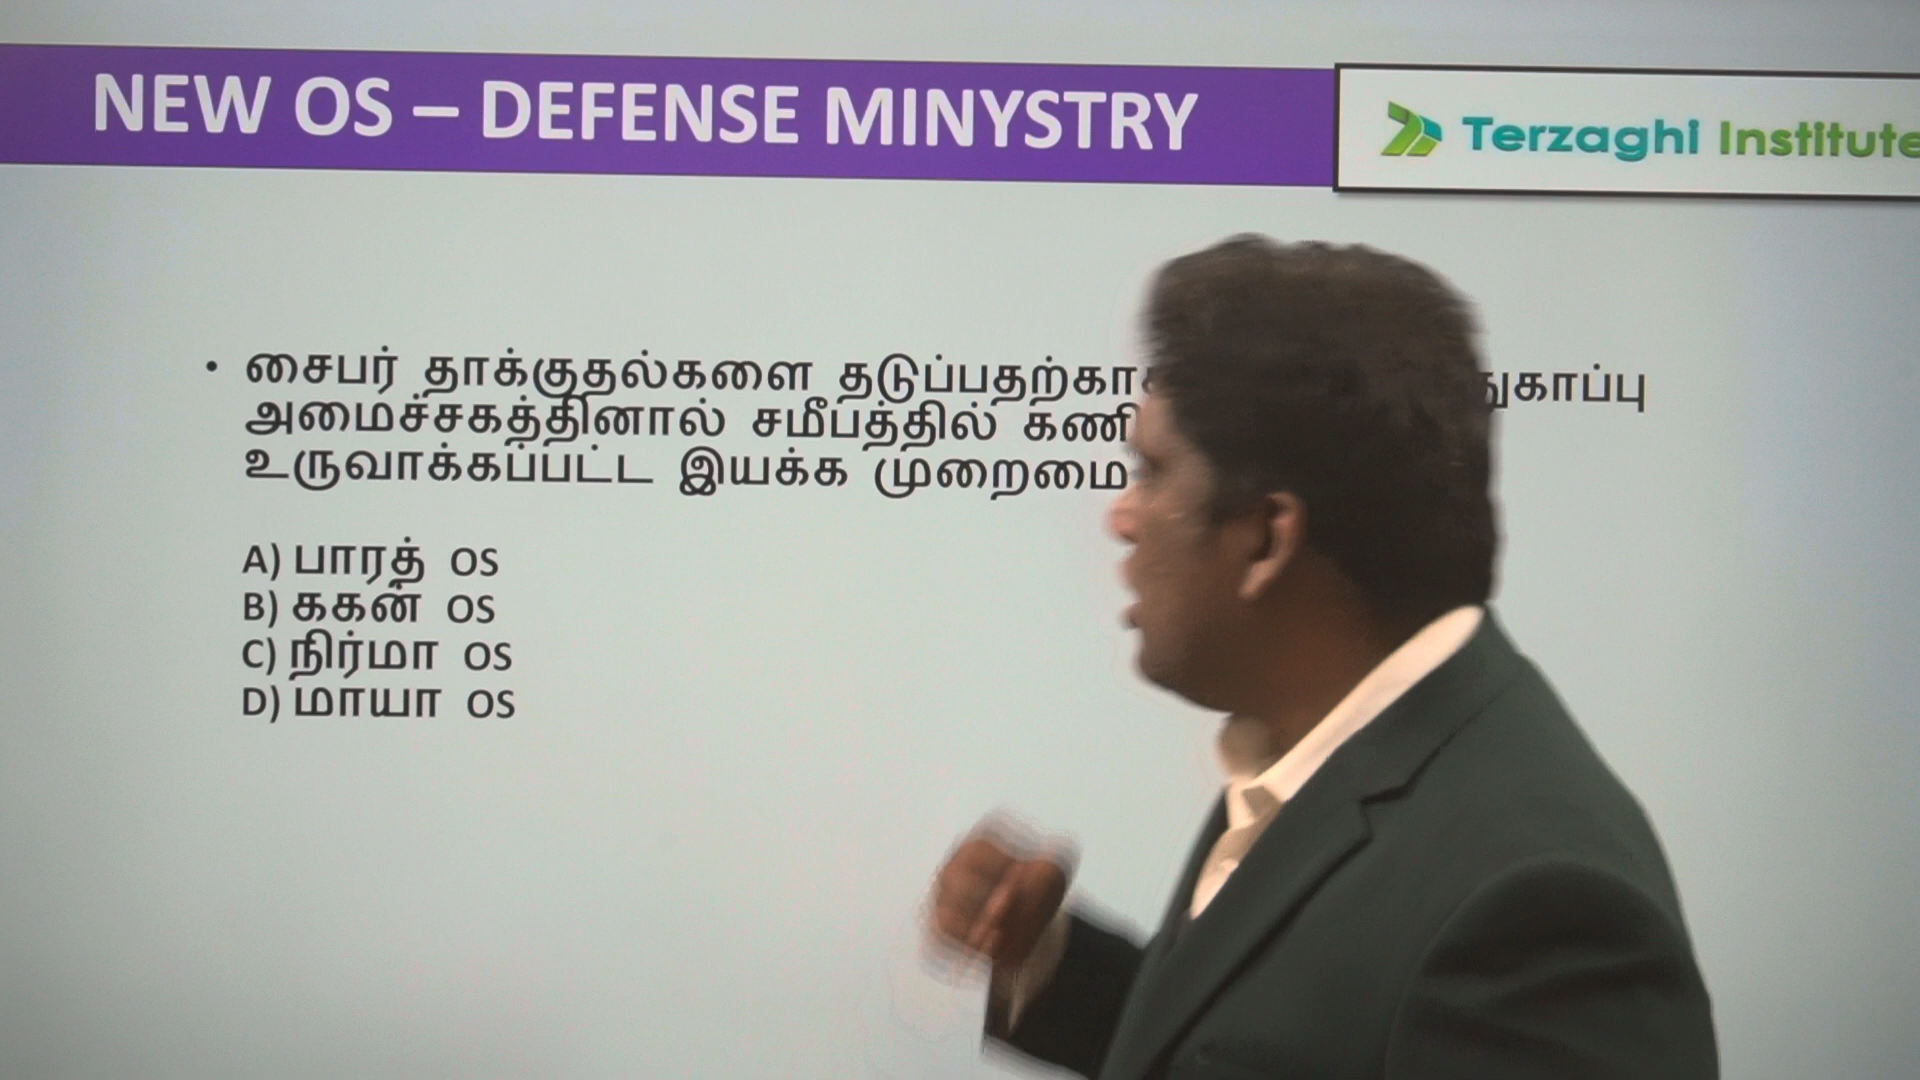 NEW OS – DEFENSE MINYSTRY
Terzaghi Institute
• சைபர் தாக்குதல்களை தடுப்பதற்காக
அமைச்சகத்தினால் சமீபத்தில்
உருவாக்கப்பட்ட இயக்க முறைமை
A) பாரத் OS
B) ககன் OS
C) நிர்மா OS
D) மாயா OS